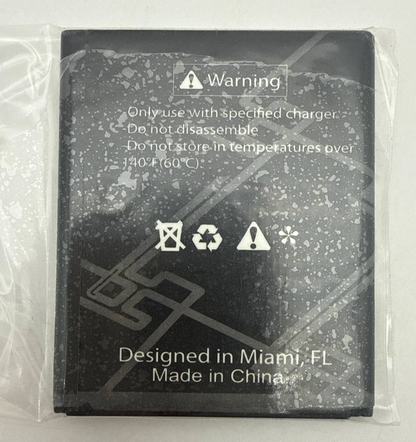 Warning
Only use with specified charger.
Do not disassemble
Do not store in temperatures over
140°F(60°C)
Designed in Miami, FL
Made in China